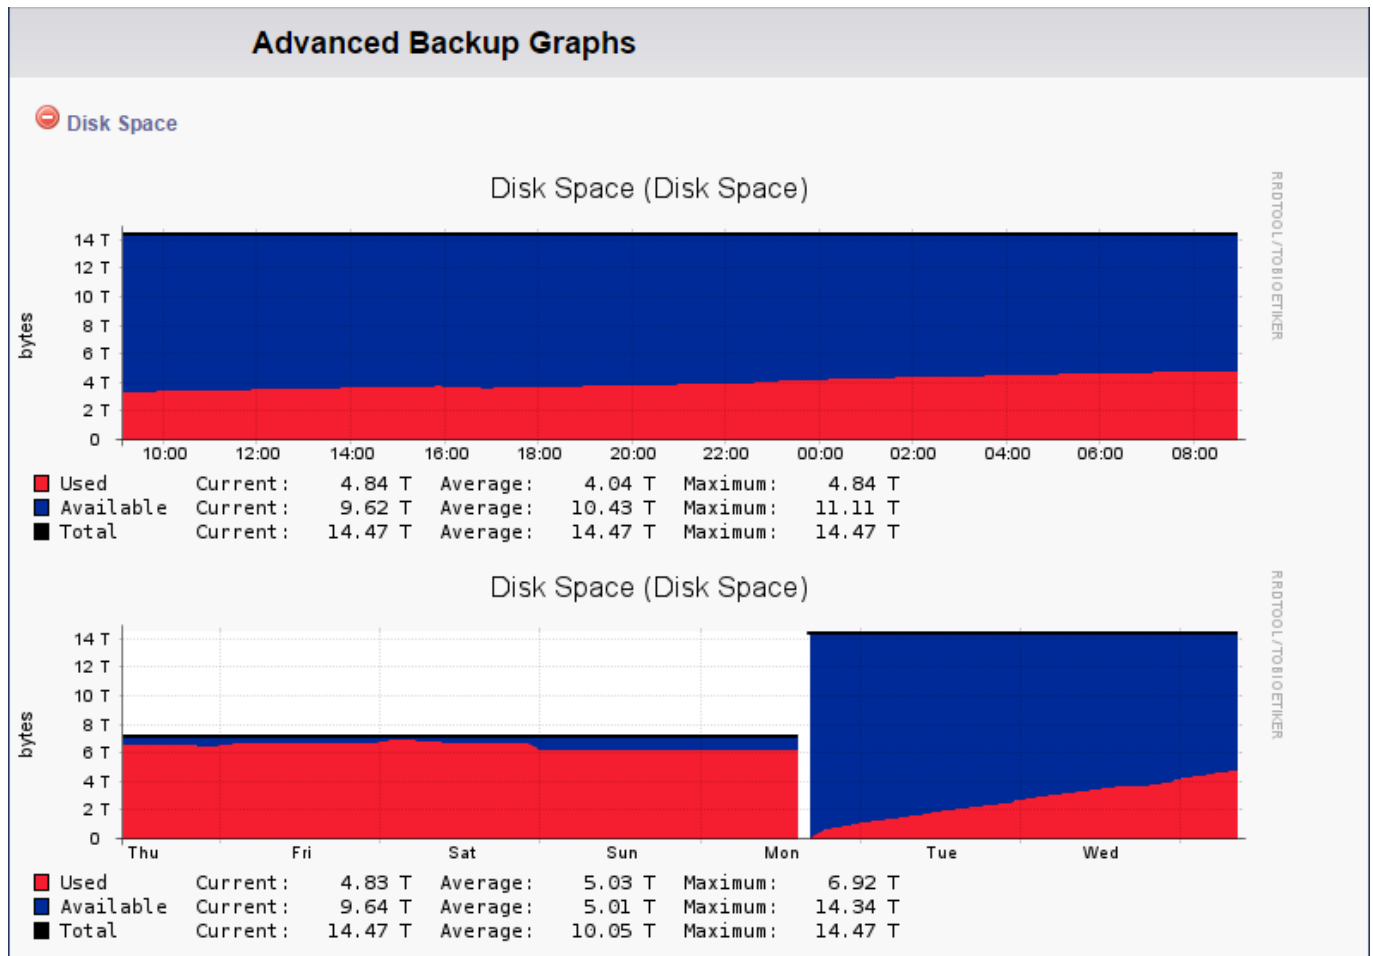 Advanced Backup Graphs
Disk Space
Disk Space (Disk Space)
RRDTOOL / TOBI OETIKER
bytes
14 T
12 T
10 T
8 T
6 T
4 T
2 T
0
10:00 12:00 14:00 16:00 18:00 20:00 22:00 00:00 02:00 04:00 06:00 08:00
Used Current: 4.84 T Average: 4.04 T Maximum: 4.84 T
Available Current: 9.62 T Average: 10.43 T Maximum: 11.11 T
Total Current: 14.47 T Average: 14.47 T Maximum: 14.47 T
Disk Space (Disk Space)
RRDTOOL / TOBI OETIKER
bytes
14 T
12 T
10 T
8 T
6 T
4 T
2 T
0
Thu Fri Sat Sun Mon Tue Wed
Used Current: 4.83 T Average: 5.03 T Maximum: 6.92 T
Available Current: 9.64 T Average: 5.01 T Maximum: 14.34 T
Total Current: 14.47 T Average: 10.05 T Maximum: 14.47 T